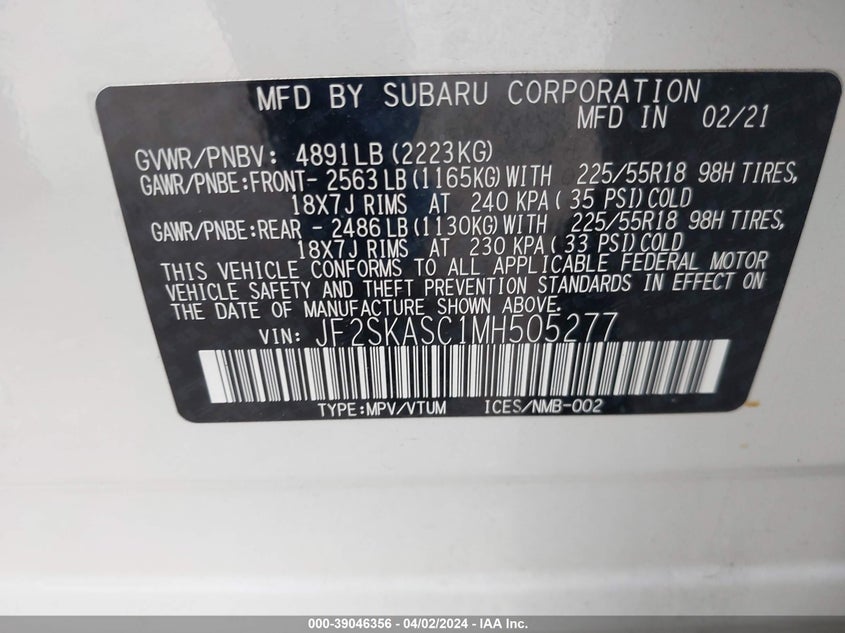 MFD BY SUBARU CORPORATION
MFD IN 02/21
GVWR/PNBV: 4891LB (2223KG)
GAWR/PNBE:FRONT- 2563LB(1165KG)WITH 225/55R18 98H TIRES,
18X7J RIMS AT 240 KPA( 35 PSI)COLD
GAWR/PNBE:REAR - 2486LB(1130KG)WITH 225/55R18 98H TIRES,
18X7J RIMS AT 230 KPA( 33 PSI)COLD
THIS VEHICLE CONFORMS TO ALL APPLICABLE FEDERAL MOTOR
VEHICLE SAFETY AND THEFT PREVENTION STANDARDS IN EFFECT ON
THE DATE OF MANUFACTURE SHOWN ABOVE.
VIN: JF2SKASC1MH505277
TYPE:MPV/VTUM ICES/NMB-002
000-39046356 | 04/02/2024 - IAA Inc.